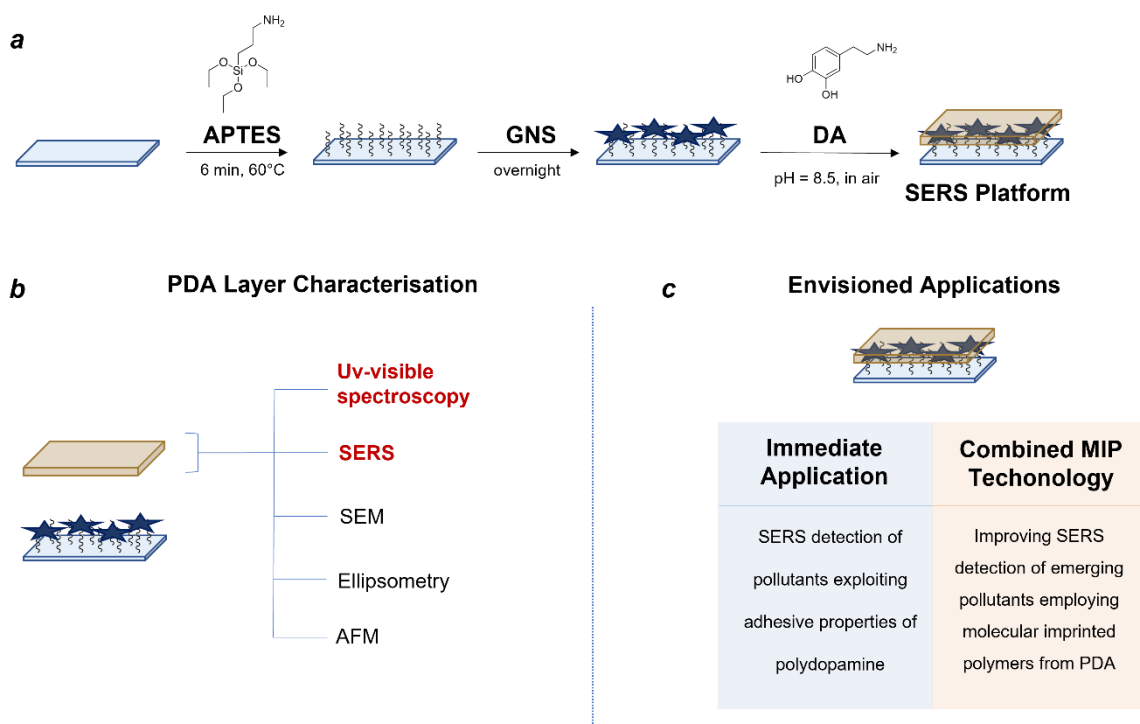 a
NH2
Si
O
O
O
APTES
6 min, 60°C
GNS
overnight
HO
OH
NH2
DA
pH = 8.5, in air
SERS Platform
b
PDA Layer Characterisation
Uv-visible
spectroscopy
SERS
SEM
Ellipsometry
AFM
c
Envisioned Applications
Immediate
Application
SERS detection of
pollutants exploiting
adhesive properties of
polydopamine
Combined MIP
Techonology
Improving SERS
detection of emerging
pollutants employing
molecular imprinted
polymers from PDA